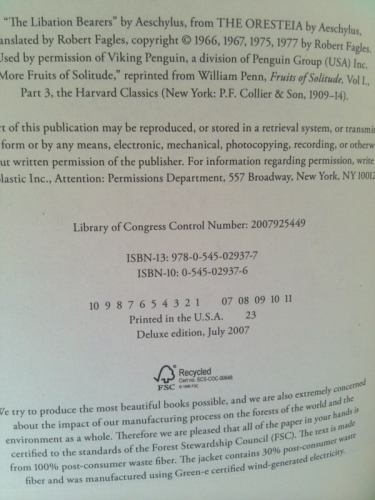 "The Libation Bearers" by Aeschylus, from THE ORESTEIA by Aeschylus,
anslated by Robert Fagles, copyright © 1966, 1967, 1975, 1977 by Robert Fagles.
Used by permission of Viking Penguin, a division of Penguin Group (USA) Inc.
More Fruits of Solitude," reprinted from William Penn, Fruits of Solitude, Vol I.,
Part 3, the Harvard Classics (New York: P.F. Collier & Son, 1909–14).
rt of this publication may be reproduced, or stored in a retrieval system, or transmi
form or by any means, electronic, mechanical, photocopying, recording, or otherw
ut written permission of the publisher. For information regarding permission, write
olastic Inc., Attention: Permissions Department, 557 Broadway, New York, NY 10012
Library of Congress Control Number: 2007925449
ISBN-13: 978-0-545-02937-7
ISBN-10: 0-545-02937-6
10 9 8 7 6 5 4 3 2 1 07 08 09 10 11
Printed in the U.S.A. 23
Deluxe edition, July 2007
FSC Recycled
Cert no. SCS-COC-00648
© 1996 FSC
We try to produce the most beautiful books possible, and we are also extremely concerned
about the impact of our manufacturing process on the forests of the world and the
environment as a whole. Therefore we are pleased that all of the paper in your hands is
certified to the standards of the Forest Stewardship Council (FSC). The text is made
from 100% post-consumer waste fiber. The jacket contains 30% post-consumer waste
fiber and was manufactured using Green-e certified wind-generated electricity.